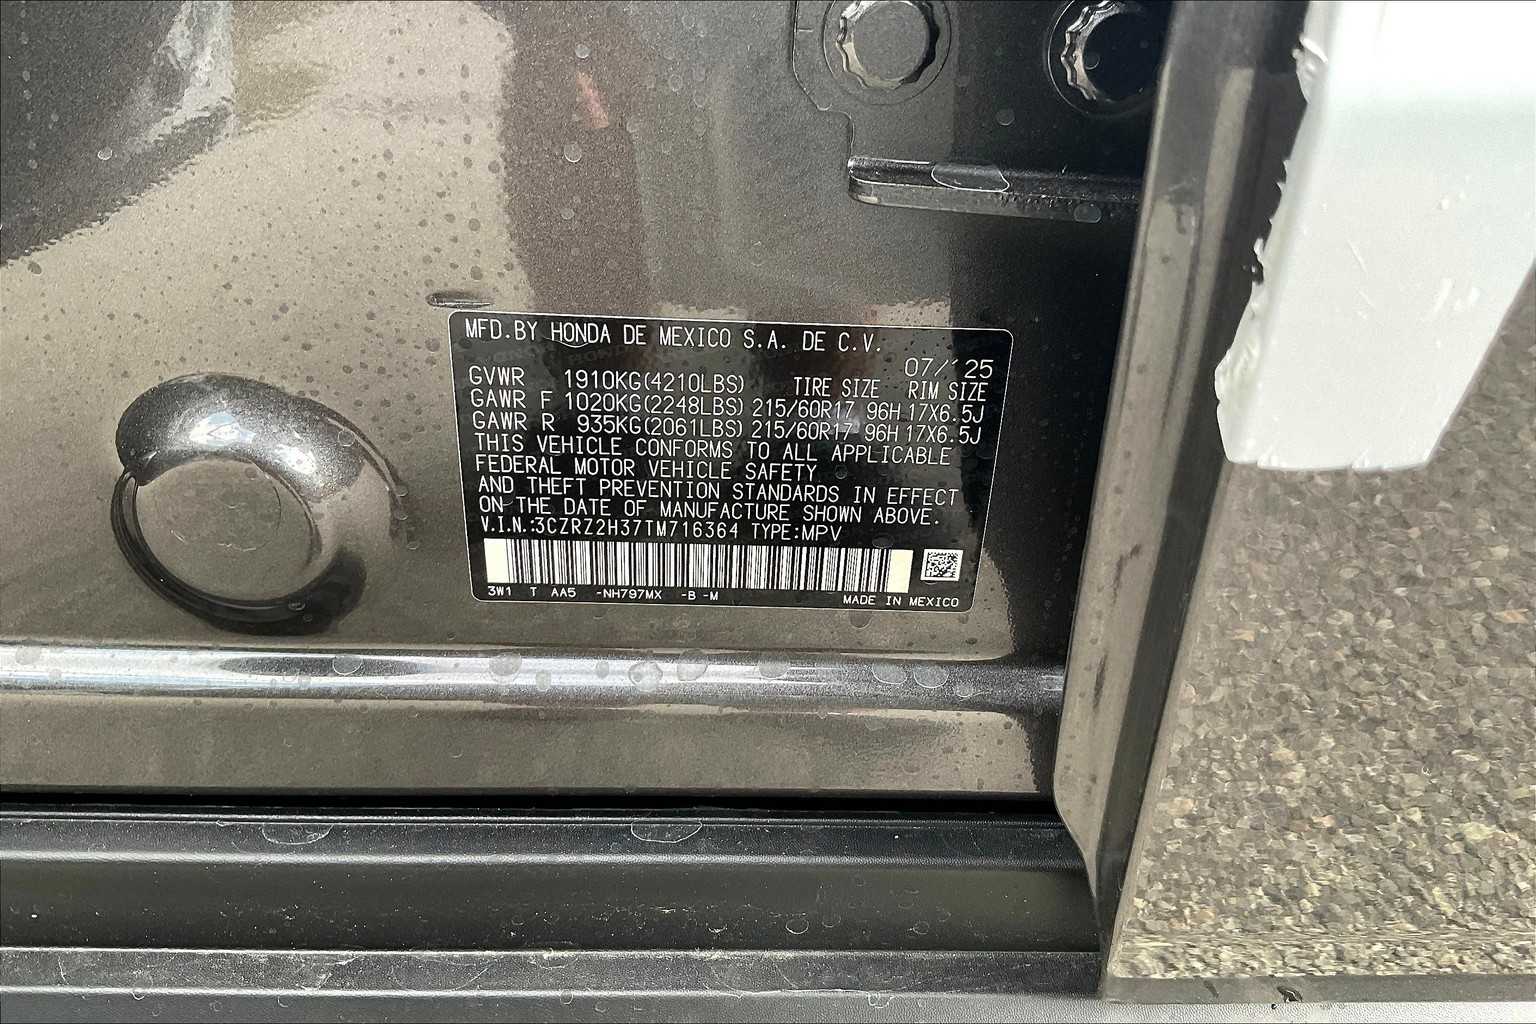 MFD.BY HONDA DE MEXICO S.A. DE C.V.
07/'25
GVWR 1910KG(4210LBS) TIRE SIZE RIM SIZE
GAWR F 1020KG(2248LBS) 215/60R17 96H 17X6.5J
GAWR R 935KG(2061LBS) 215/60R17 96H 17X6.5J
THIS VEHICLE CONFORMS TO ALL APPLICABLE
FEDERAL MOTOR VEHICLE SAFETY
AND THEFT PREVENTION STANDARDS IN EFFECT
ON THE DATE OF MANUFACTURE SHOWN ABOVE.
V.I.N.:3CZRZ2H37TM716364 TYPE:MPV
3W1 T AA5 -NH797MX -B -M MADE IN MEXICO